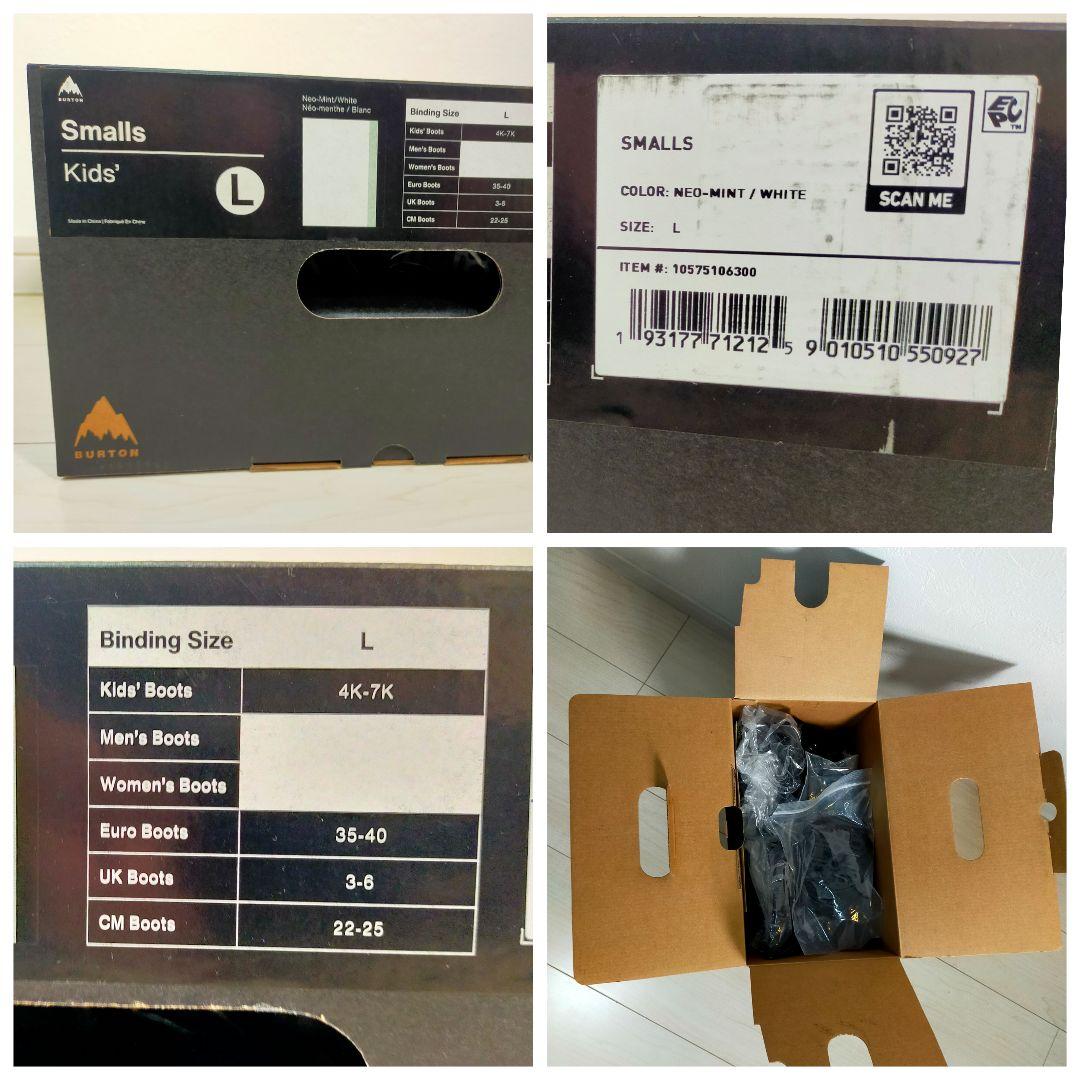 BURTON
Smalls
Kids'
L
Made in China | Fabriqué En Chine
Neo-Mint/White
Néo-menthe / Blanc
Binding Size L
Kids' Boots 4K-7K
Men's Boots
Women's Boots
Euro Boots 35-40
UK Boots 3-6
CM Boots 22-25
BURTON
SMALLS
COLOR: NEO-MINT / WHITE
SIZE: L
ITEM #: 10575106300
SCAN ME
EPC™
1 93177 71212 5
9 010510 550927
Binding Size L
Kids' Boots 4K-7K
Men's Boots
Women's Boots
Euro Boots 35-40
UK Boots 3-6
CM Boots 22-25